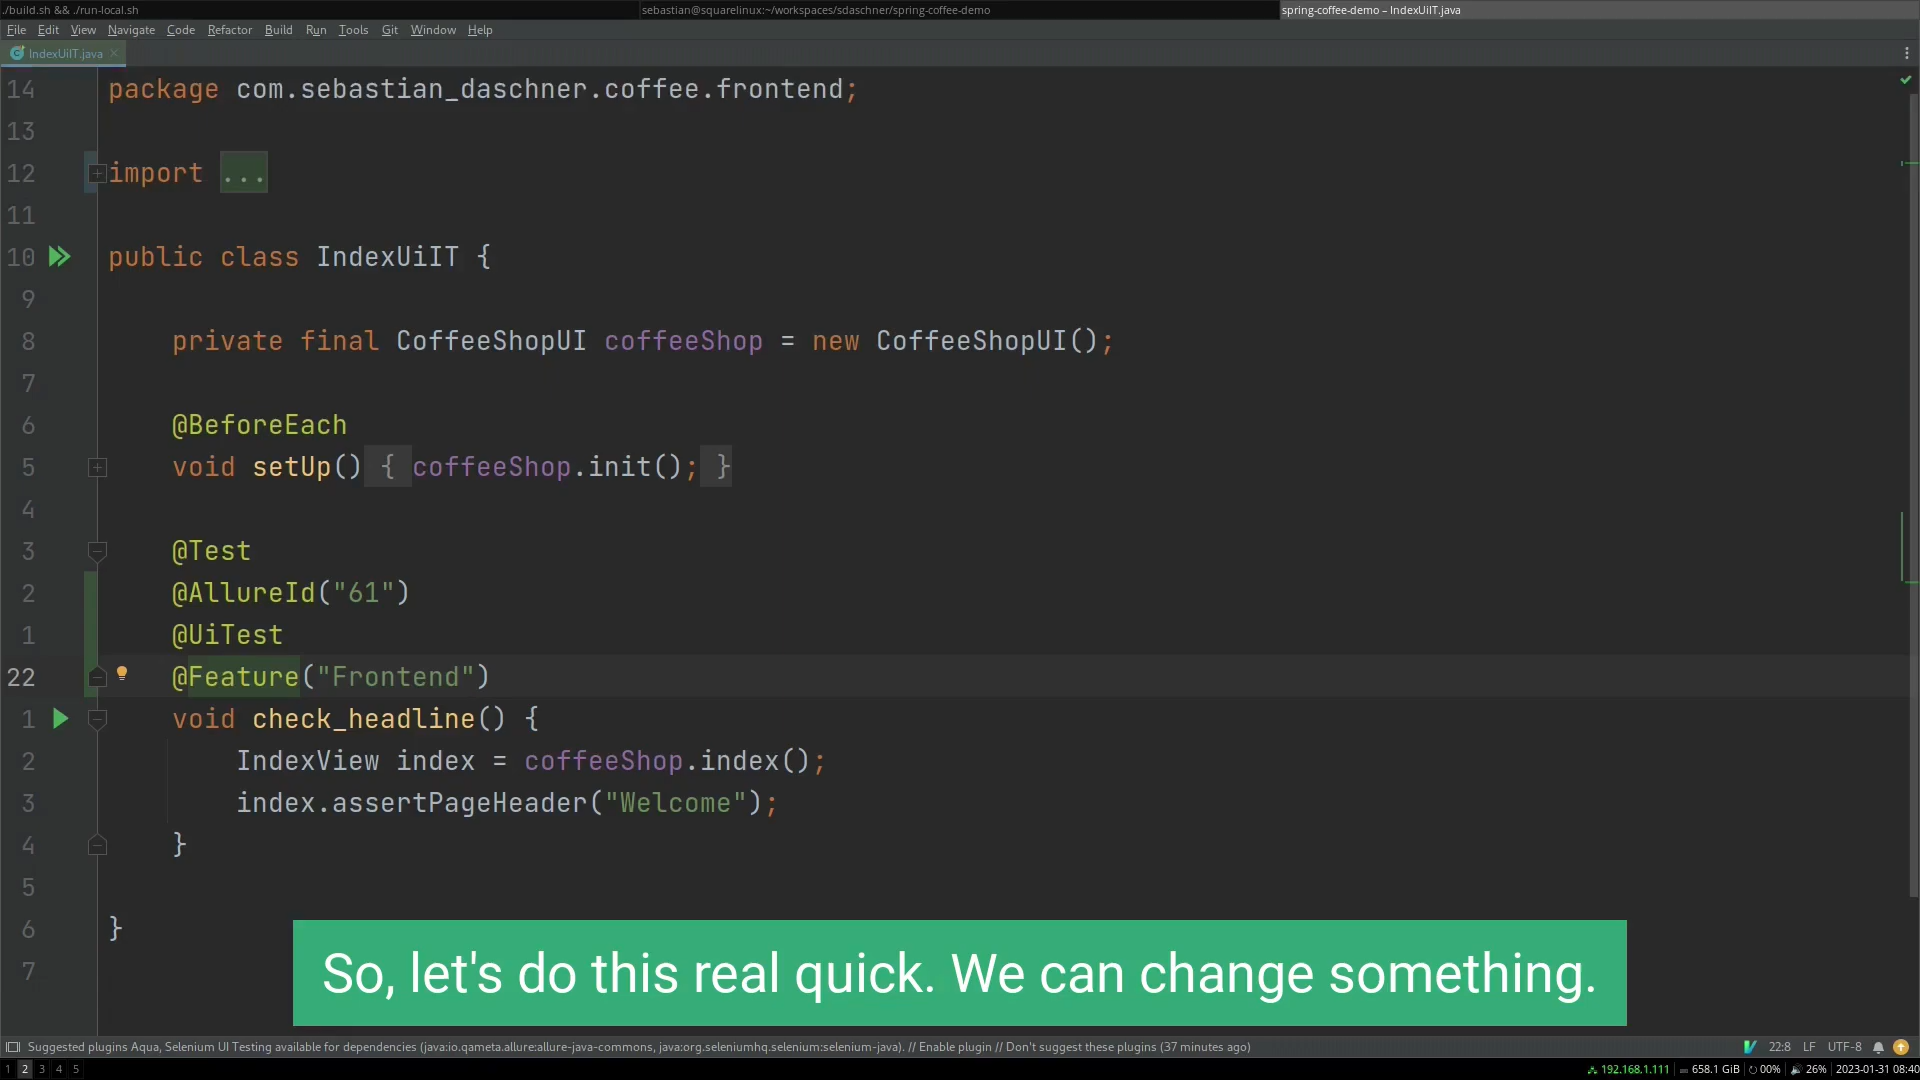 ./build.sh && ./run-local.sh
sebastian@squarelinux:~/workspaces/sdaschner/spring-coffee-demo
spring-coffee-demo – IndexUiIT.java
File Edit View Navigate Code Refactor Build Run Tools Git Window Help
IndexUiIT.java
14 package com.sebastian_daschner.coffee.frontend;
13
12 import ...
11
10 public class IndexUiIT {
9
8 private final CoffeeShopUI coffeeShop = new CoffeeShopUI();
7
6 @BeforeEach
5 void setUp() { coffeeShop.init(); }
4
3 @Test
2 @AllureId("61")
1 @UiTest
22 @Feature("Frontend")
1 void check_headline() {
2 IndexView index = coffeeShop.index();
3 index.assertPageHeader("Welcome");
4 }
5
6 }
7
So, let's do this real quick. We can change something.
Suggested plugins Aqua, Selenium UI Testing available for dependencies (java:io.qameta.allure:allure-java-commons, java:org.seleniumhq.selenium:selenium-java). // Enable plugin // Don't suggest these plugins (37 minutes ago)
22:8 LF UTF-8
1 2 3 4 5
192.168.1.111 658.1 GiB 00% 26% 2023-01-31 08:40